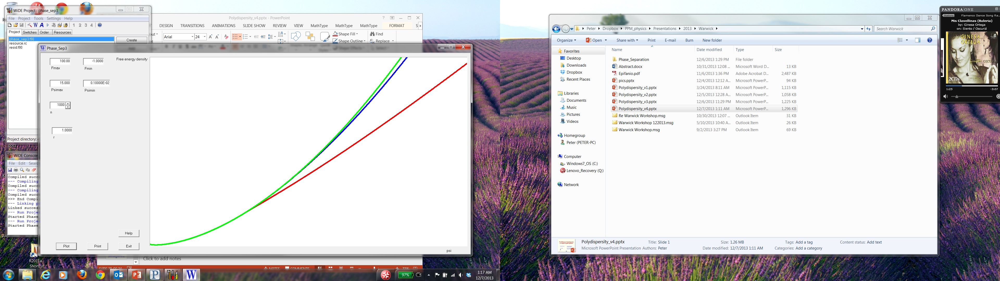 WiDE Project : phase_sep3
File Project Tools Settings Help
1 2 3 4
Project Switches Order Resources
phase_sep3.f90
resource.rc
resid.f90
Create
Project directory:
docs
Polydispersity_v4.pptx - PowerPoint
DESIGN TRANSITIONS ANIMATIONS SLIDE SHOW REVIEW VIEW MathType MathType MathType FORMAT S
Arial 24
Shape Fill
Shape Outline
Shape Effects
Find
Replace
Select
Phase_Sep3
100.00 -1.0000 Free energy density
Fmax Fmin
15.000 0.10000E-02
Psimax Psimin
1000
n
1.0000
r
Help
Plot Print Exit
psi
WiDE Console
File Edit Searc
Compiled succ
--- Compiling
Compiled succ
--- Compiling
Compiled succ
>>> End Compi
--- Linking p
Linked succes
--- Run Proje
Started Phase
--- Run Proje
Started Phase
R2011a - Shortcut
Click to add notes
NOTES COMMENTS 77%
97%
1:17 AM
12/7/2013
Peter Dropbox PPM_physics Presentations 2013 Warwick
Search Warwick
Organize Open Share with Print E-mail Burn New folder
Favorites
Desktop
Downloads
Dropbox
Recent Places
Libraries
Documents
Music
Pictures
Videos
Homegroup
Peter (PETER-PC)
Computer
Windows7_OS (C:)
Lenovo_Recovery (Q:)
Network
Name Date modified Type Size
Phase_Separation 12/6/2013 1:29 PM File folder
Abstract.docx 10/31/2013 12:08 ... Microsoft Word D... 13 KB
Epifanio.pdf 11/6/2013 1:36 PM Adobe Acrobat D... 2,487 KB
pics.pptx 12/4/2013 12:12 A... Microsoft PowerP... 94 KB
Polydispersity_v1.pptx 3/24/2013 8:11 AM Microsoft PowerP... 1,115 KB
Polydispersity_v2.pptx 12/5/2013 12:28 A... Microsoft PowerP... 1,058 KB
Polydispersity_v3.pptx 12/6/2013 11:29 PM Microsoft PowerP... 1,225 KB
Polydispersity_v4.pptx 12/7/2013 1:11 AM Microsoft PowerP... 1,296 KB
Re Warwick Workshop.msg 10/30/2013 12:07 ... Outlook Item 31 KB
Warwick Workshop 122013.msg 5/10/2013 10:40 A... Outlook Item 26 KB
Warwick Workshop.msg 9/2/2013 3:27 PM Outlook Item 69 KB
Polydispersity_v4.pptx Title: Slide 1 Size: 1.26 MB Tags: Add a tag Content status: Add text
Microsoft PowerPoint Presentation Authors: Peter Date modified: 12/7/2013 1:11 AM Categories: Add a category
PANDORA ONE
Stations Flamenco Dance Song Ra...
Mis Clavellinas (Buleria)
by: Ginesa Ortega
on: Siento / Oscuriá
GINESA
ORTEGA
Siento OSCURIÁ
2CDs
1:25 -3:07